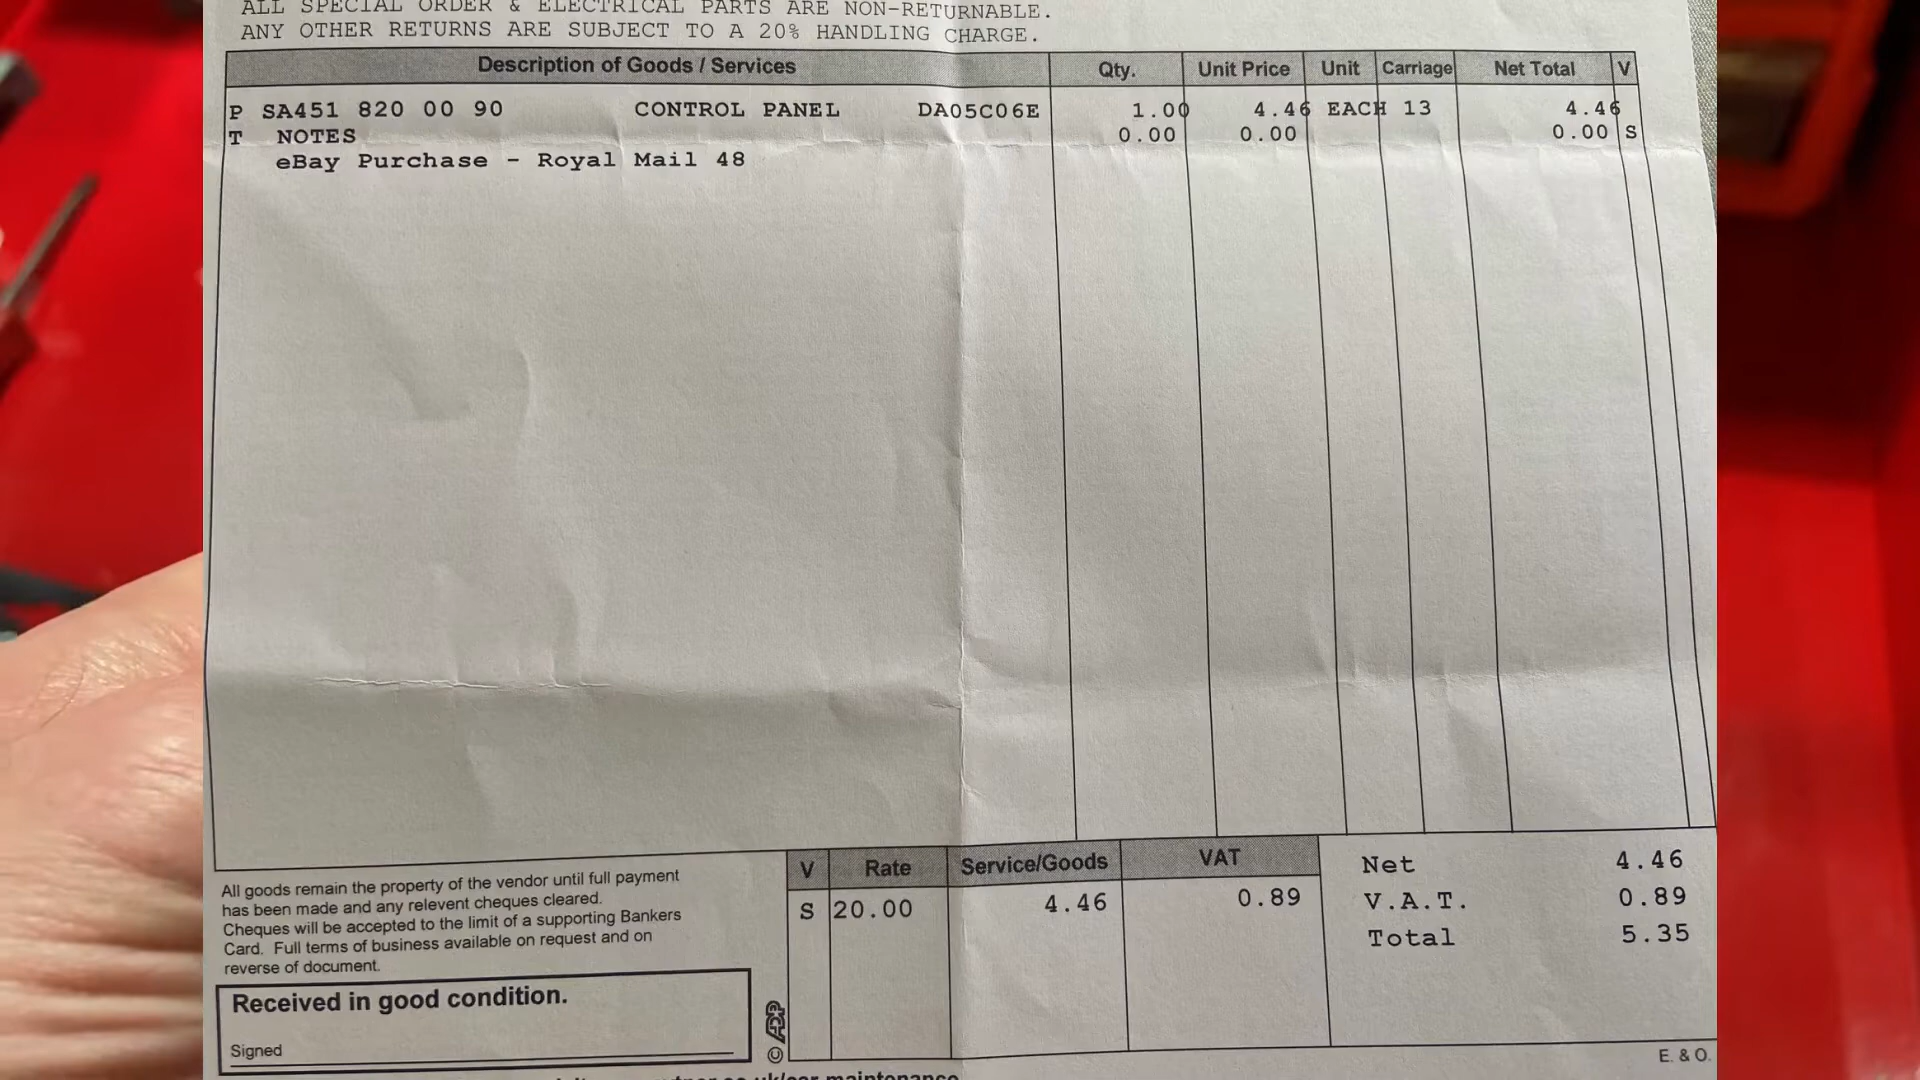 ALL SPECIAL ORDER & ELECTRICAL PARTS ARE NON-RETURNABLE.
ANY OTHER RETURNS ARE SUBJECT TO A 20% HANDLING CHARGE.
Description of Goods / Services Qty. Unit Price Unit Carriage Net Total V
P SA451 820 00 90 CONTROL PANEL DA05C06E 1.00 4.46 EACH 13 4.46
T NOTES 0.00 0.00 0.00 S
eBay Purchase - Royal Mail 48
All goods remain the property of the vendor until full payment
has been made and any relevent cheques cleared.
Cheques will be accepted to the limit of a supporting Bankers
Card. Full terms of business available on request and on
reverse of document.
Received in good condition.
Signed
© ADP
V Rate Service/Goods VAT
S 20.00 4.46 0.89
Net 4.46
V.A.T. 0.89
Total 5.35
E. & O.